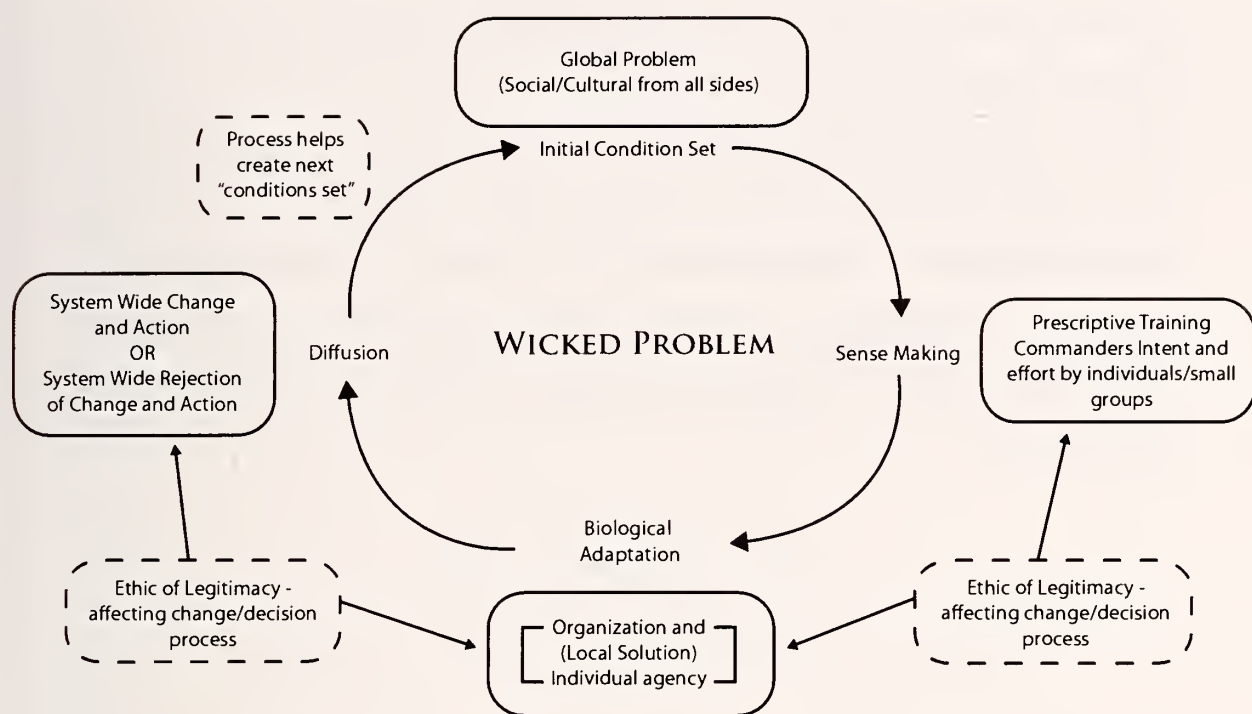 Global Problem
(Social/Cultural from all sides)
Process helps
create next
“conditions set”
Initial Condition Set
System Wide Change
and Action
OR
System Wide Rejection
of Change and Action
Diffusion
WICKED PROBLEM
Sense Making
Prescriptive Training
Commanders Intent and
effort by individuals/small
groups
Biological
Adaptation
Ethic of Legitimacy -
affecting change/decision
process
Organization and
(Local Solution)
Individual agency
Ethic of Legitimacy -
affecting change/decision
process